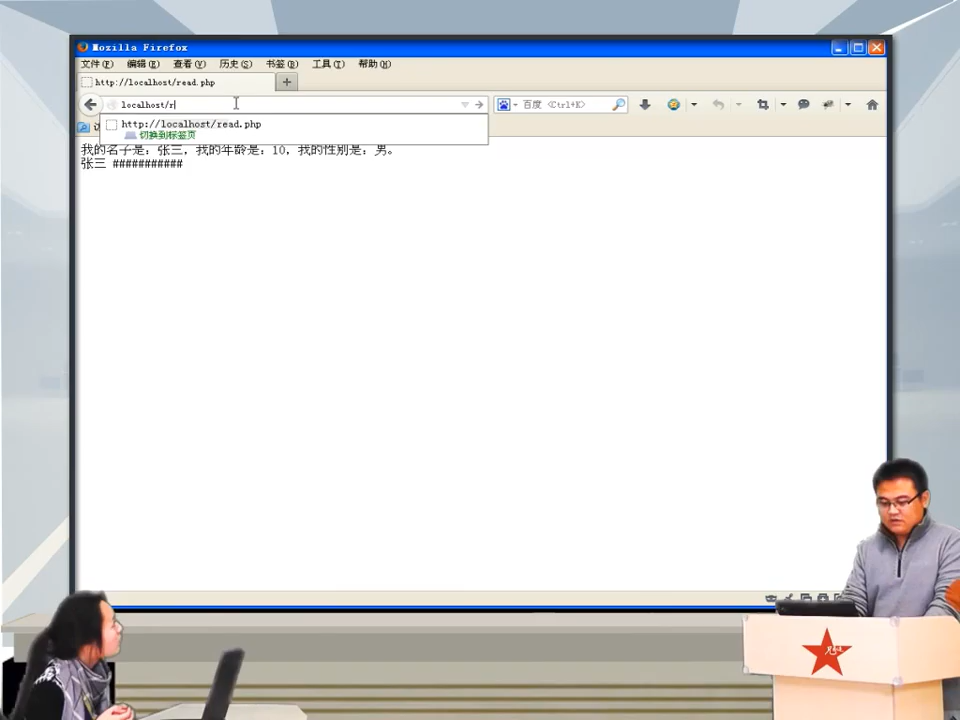 Mozilla Firefox
文件(F) 编辑(E) 查看(V) 历史(S) 书签(B) 工具(T) 帮助(H)
http://localhost/read.php
localhost/r
百度 <Ctrl+K>
http://localhost/read.php
切换到标签页
我的名子是：张三，我的年龄是：10，我的性别是：男。
张三 ###########